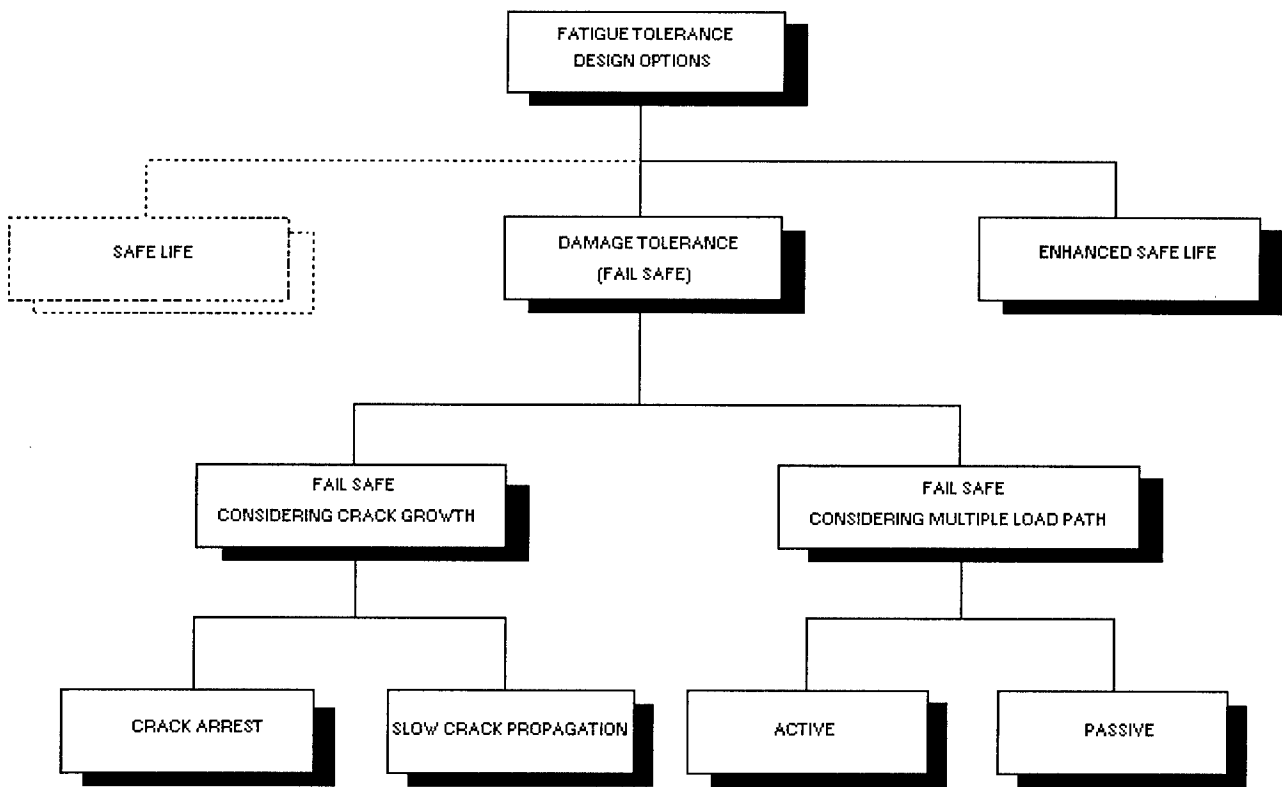 FATIGUE TOLERANCE
DESIGN OPTIONS
SAFE LIFE
DAMAGE TOLERANCE
(FAIL SAFE)
ENHANCED SAFE LIFE
FAIL SAFE
CONSIDERING CRACK GROWTH
FAIL SAFE
CONSIDERING MULTIPLE LOAD PATH
CRACK ARREST
SLOW CRACK PROPAGATION
ACTIVE
PASSIVE